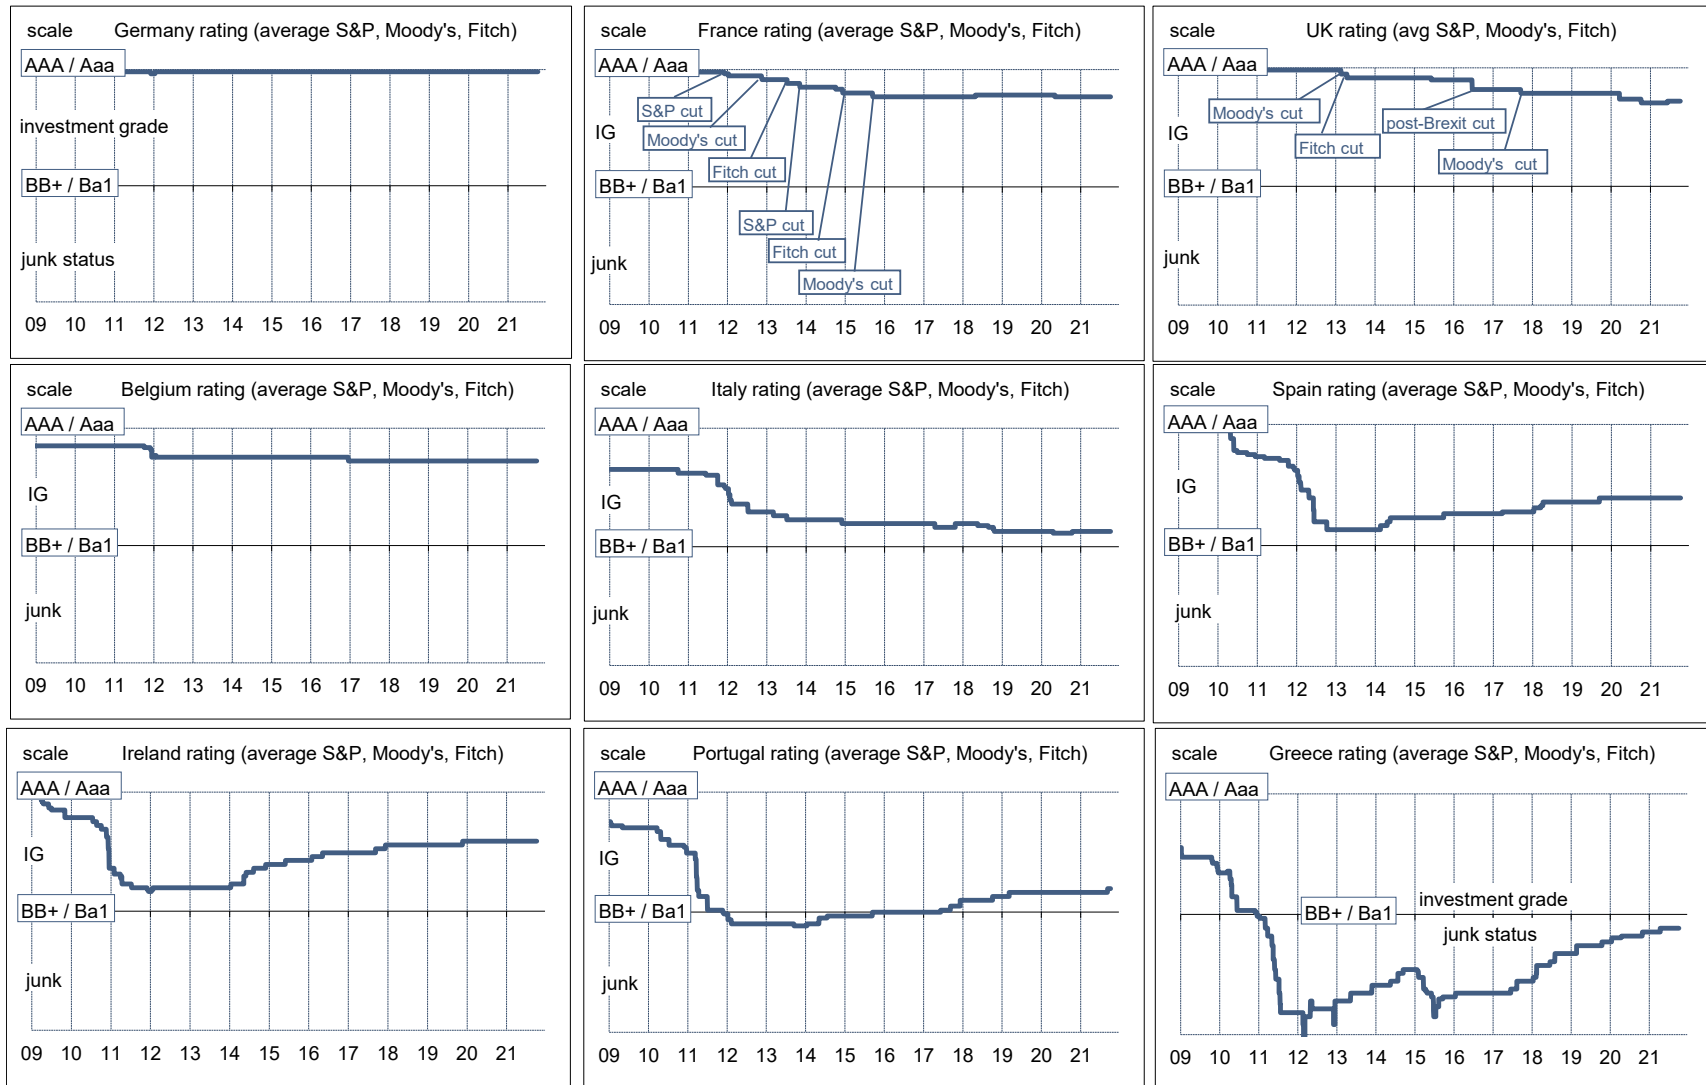 scale Germany rating (average S&P, Moody's, Fitch)
AAA / Aaa
investment grade
BB+ / Ba1
junk status
09 10 11 12 13 14 15 16 17 18 19 20 21
scale France rating (average S&P, Moody's, Fitch)
AAA / Aaa
S&P cut
IG
Moody's cut
Fitch cut
BB+ / Ba1
S&P cut
Fitch cut
junk
Moody's cut
09 10 11 12 13 14 15 16 17 18 19 20 21
scale UK rating (avg S&P, Moody's, Fitch)
AAA / Aaa
Moody's cut
post-Brexit cut
IG
Fitch cut
Moody's cut
BB+ / Ba1
junk
09 10 11 12 13 14 15 16 17 18 19 20 21
scale Belgium rating (average S&P, Moody's, Fitch)
AAA / Aaa
IG
BB+ / Ba1
junk
09 10 11 12 13 14 15 16 17 18 19 20 21
scale Italy rating (average S&P, Moody's, Fitch)
AAA / Aaa
IG
BB+ / Ba1
junk
09 10 11 12 13 14 15 16 17 18 19 20 21
scale Spain rating (average S&P, Moody's, Fitch)
AAA / Aaa
IG
BB+ / Ba1
junk
09 10 11 12 13 14 15 16 17 18 19 20 21
scale Ireland rating (average S&P, Moody's, Fitch)
AAA / Aaa
IG
BB+ / Ba1
junk
09 10 11 12 13 14 15 16 17 18 19 20 21
scale Portugal rating (average S&P, Moody's, Fitch)
AAA / Aaa
IG
BB+ / Ba1
junk
09 10 11 12 13 14 15 16 17 18 19 20 21
scale Greece rating (average S&P, Moody's, Fitch)
AAA / Aaa
investment grade
BB+ / Ba1
junk status
09 10 11 12 13 14 15 16 17 18 19 20 21